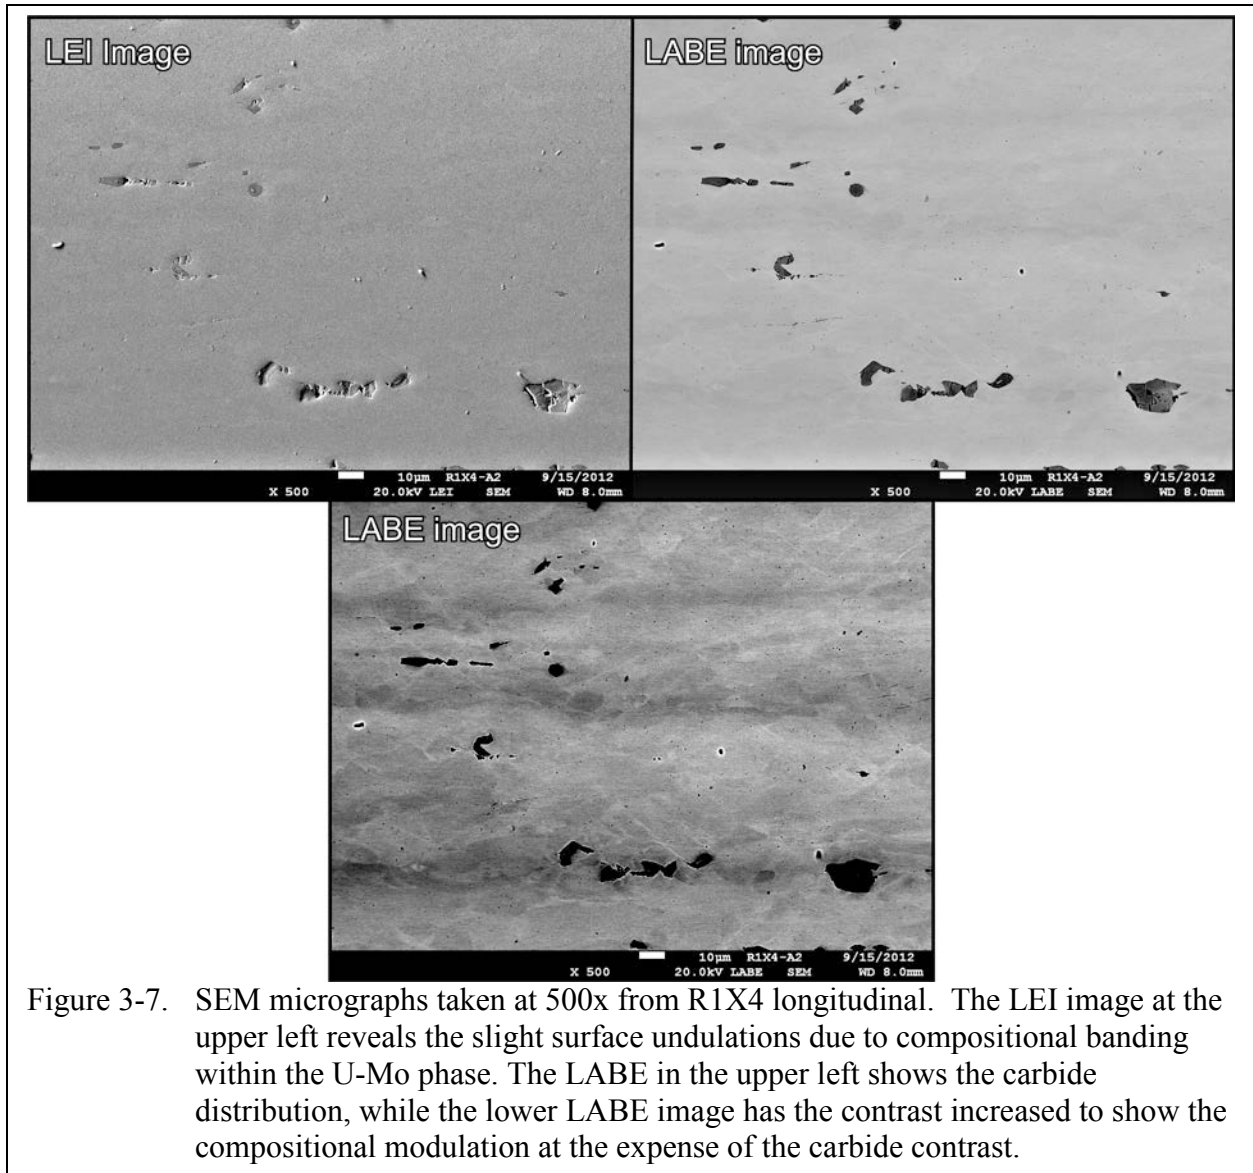 LEI Image
LABE image
10µm R1X4-A2 9/15/2012
X 500 20.0kV LEI SEM WD 8.0mm
10µm R1X4-A2 9/15/2012
X 500 20.0kV LABE SEM WD 8.0mm
LABE image
10µm R1X4-A2 9/15/2012
X 500 20.0kV LABE SEM WD 8.0mm
Figure 3-7. SEM micrographs taken at 500x from R1X4 longitudinal. The LEI image at the
upper left reveals the slight surface undulations due to compositional banding
within the U-Mo phase. The LABE in the upper left shows the carbide
distribution, while the lower LABE image has the contrast increased to show the
compositional modulation at the expense of the carbide contrast.